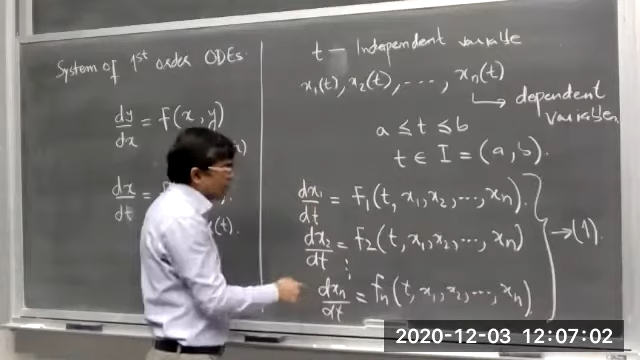 System of 1st order ODEs.
dy/dx = f(x, y)
x)
dx/dt =
(t).
t — Independent variable
x₁(t), x₂(t), ----, xₙ(t)
→ dependent
variables
a ≤ t ≤ b
t ∈ I = (a, b).
dx₁/dt = f₁(t, x₁, x₂, ..., xₙ).
dx₂/dt = f₂(t, x₁, x₂, ..., xₙ)
⋮
dxₙ/dt = fₙ(t, x₁, x₂, ..., xₙ)
→ (1).
2020-12-03 12:07:02